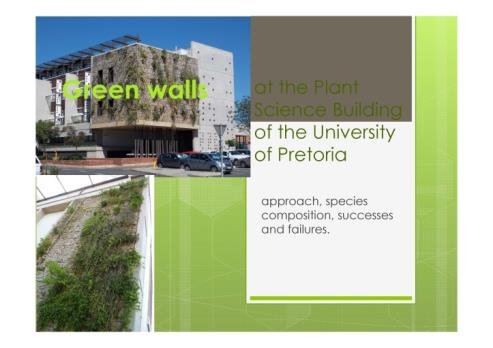 Green walls
at the Plant
Science Building
of the University
of Pretoria
approach, species
composition, successes
and failures.